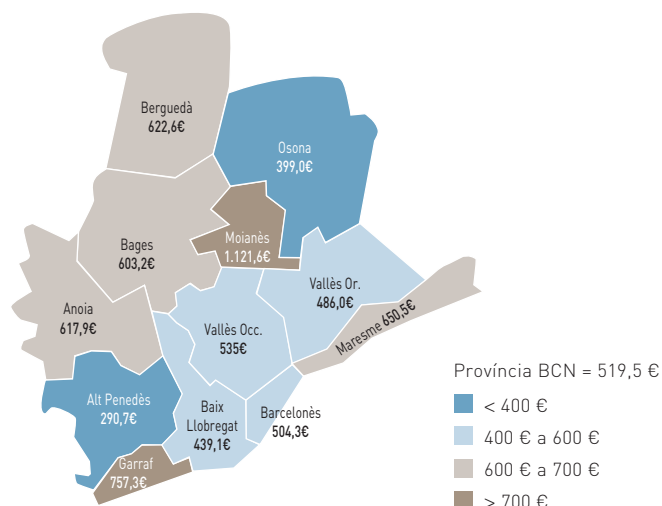 Berguedà
622,6€
Osona
399,0€
Moianès
1.121,6€
Bages
603,2€
Vallès Or.
486,0€
Anoia
617,9€
Vallès Occ.
535€
Maresme 650,5€
Alt Penedès
290,7€
Baix
Llobregat
439,1€
Barcelonès
504,3€
Garraf
757,3€
Província BCN = 519,5 €
< 400 €
400 € a 600 €
600 € a 700 €
> 700 €